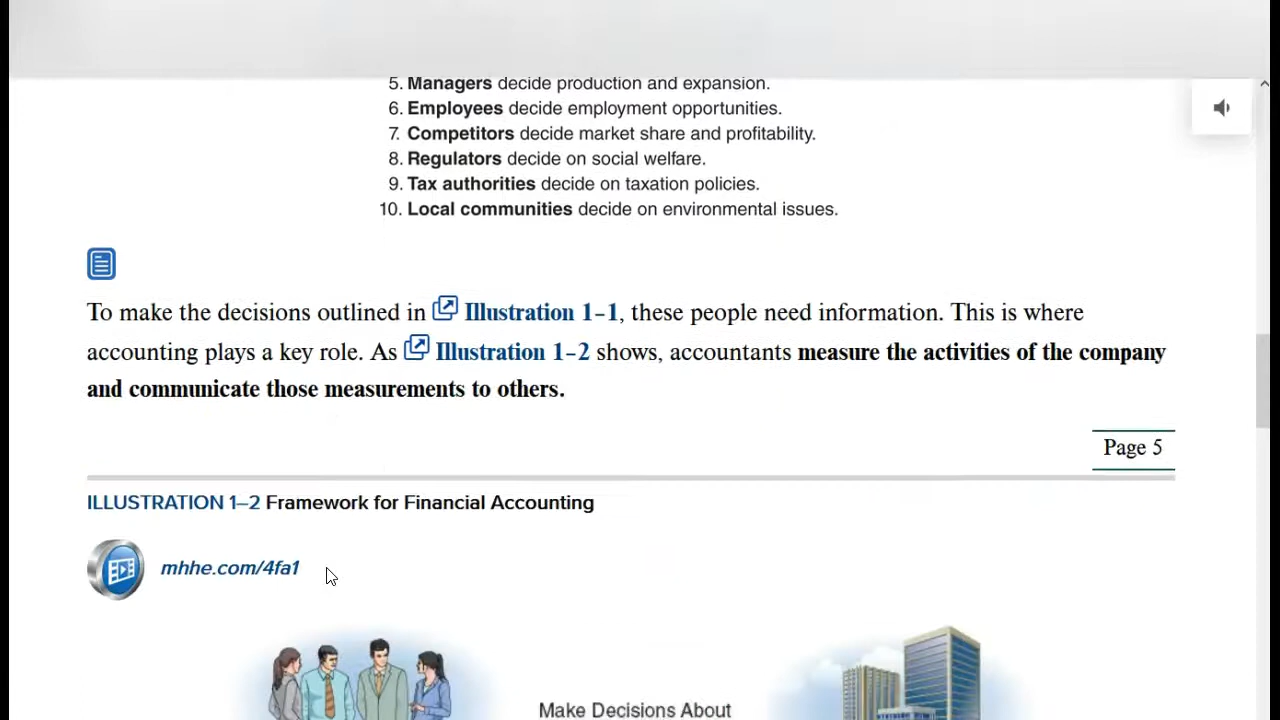 5. Managers decide production and expansion.
6. Employees decide employment opportunities.
7. Competitors decide market share and profitability.
8. Regulators decide on social welfare.
9. Tax authorities decide on taxation policies.
10. Local communities decide on environmental issues.
To make the decisions outlined in Illustration 1–1, these people need information. This is where
accounting plays a key role. As Illustration 1–2 shows, accountants measure the activities of the company
and communicate those measurements to others.
Page 5
ILLUSTRATION 1–2 Framework for Financial Accounting
mhhe.com/4fa1
Make Decisions About